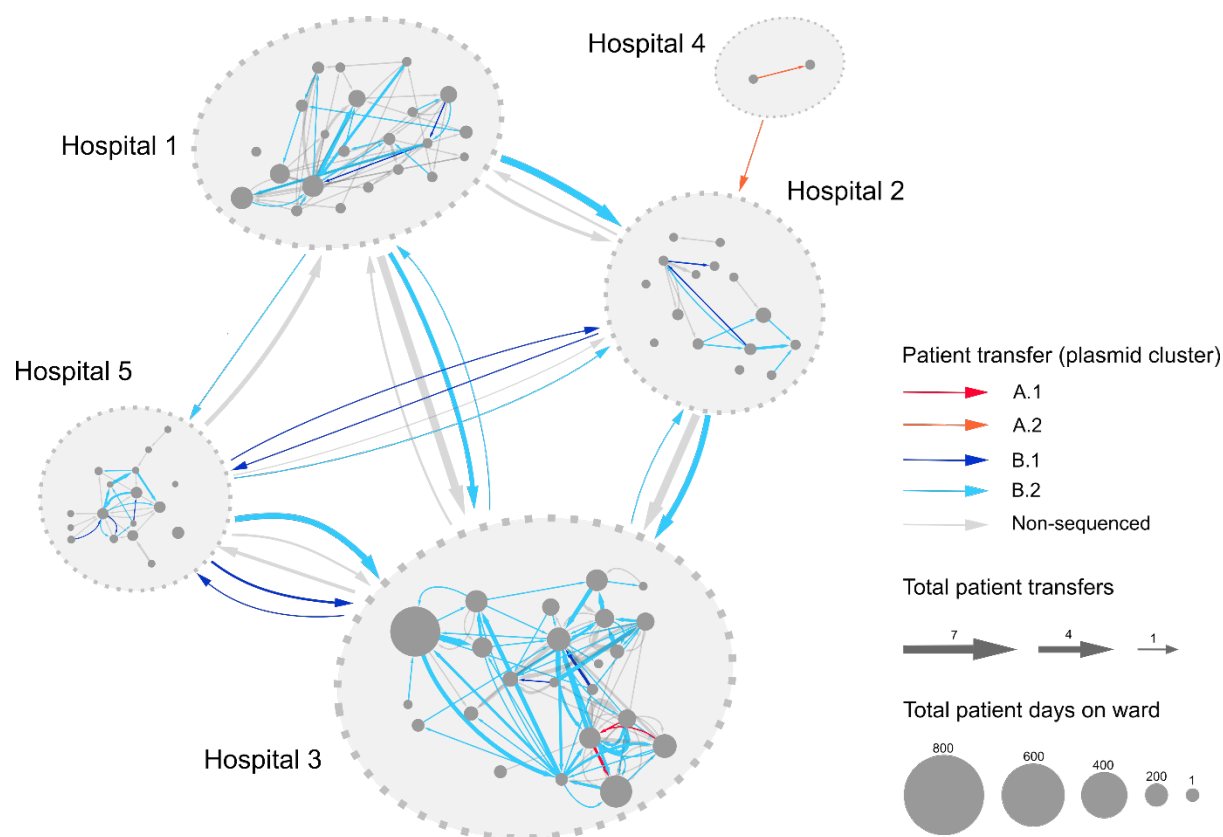 Hospital 4
Hospital 1
Hospital 2
Hospital 5
Hospital 3
Patient transfer (plasmid cluster)
A.1
A.2
B.1
B.2
Non-sequenced
Total patient transfers
7 4 1
Total patient days on ward
800 600 400 200 1